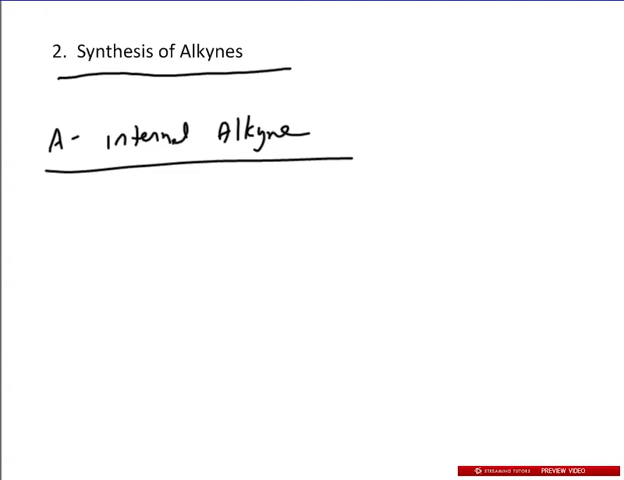 2. Synthesis of Alkynes
A- internal Alkyne
STREAMING TUTORS PREVIEW VIDEO